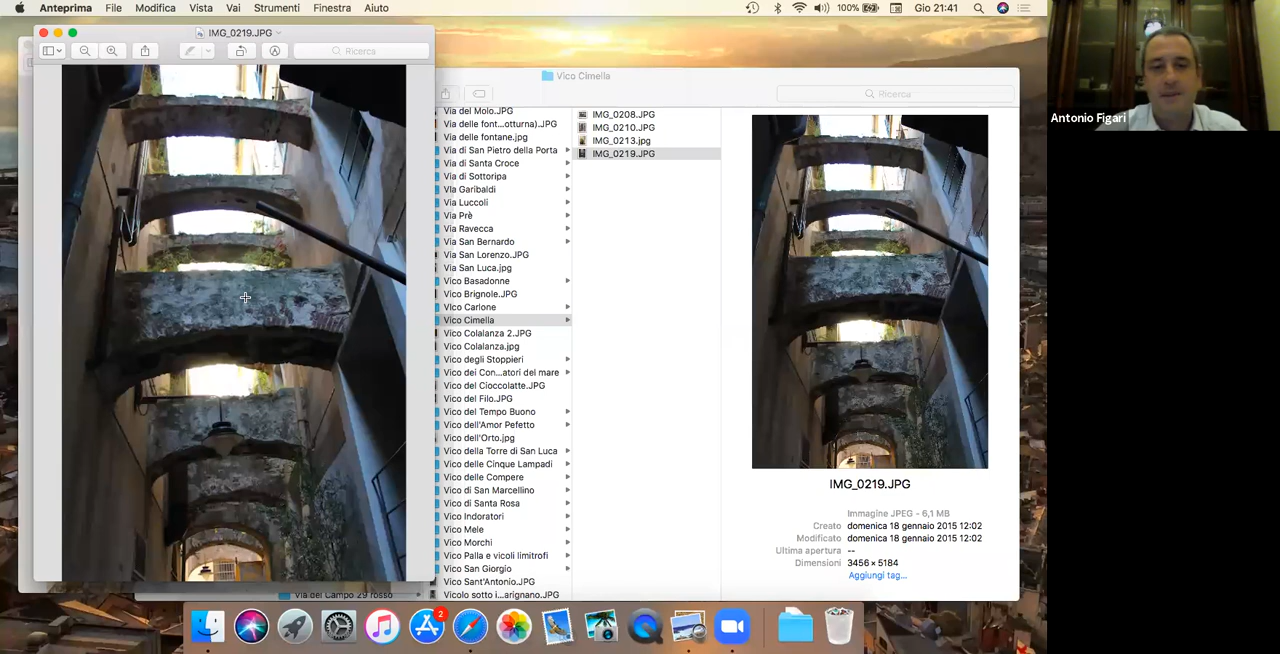 Anteprima File Modifica Vista Vai Strumenti Finestra Aiuto 100% Gio 21:41
IMG_0219.JPG
Ricerca
Vico Cimella
Ricerca
Antonio Figari
Via del Molo.JPG
Via delle font...otturna).JPG
Via delle fontane.jpg
Via di San Pietro della Porta
Via di Santa Croce
Via di Sottoripa
Via Garibaldi
Via Luccoli
Via Prè
Via Ravecca
Via San Bernardo
Via San Lorenzo.JPG
Via San Luca.jpg
Vico Basadonne
Vico Brignole.JPG
Vico Carlone
Vico Cimella
Vico Colalanza 2.JPG
Vico Colalanza.jpg
Vico degli Stoppieri
Vico dei Con...atori del mare
Vico del Cioccolatte.JPG
Vico del Filo.JPG
Vico del Tempo Buono
Vico dell'Amor Pefetto
Vico dell'Orto.jpg
Vico della Torre di San Luca
Vico delle Cinque Lampadi
Vico delle Compere
Vico di San Marcellino
Vico di Santa Rosa
Vico Indoratori
Vico Mele
Vico Morchi
Vico Palla e vicoli limitrofi
Vico San Giorgio
Vico Sant'Antonio.JPG
Vicolo sotto i...arignano.JPG
Via del Campo 29 rosso
IMG_0208.JPG
IMG_0210.JPG
IMG_0213.jpg
IMG_0219.JPG
IMG_0219.JPG
Immagine JPEG - 6,1 MB
Creato domenica 18 gennaio 2015 12:02
Modificato domenica 18 gennaio 2015 12:02
Ultima apertura --
Dimensioni 3456 × 5184
Aggiungi tag...
2